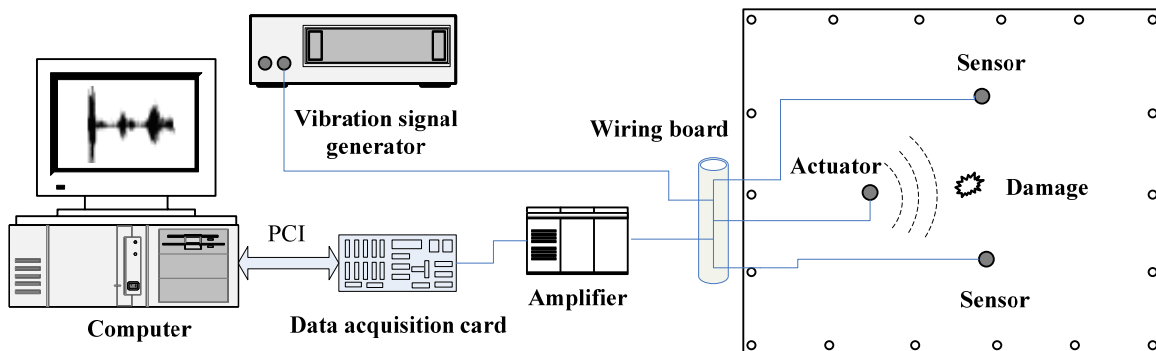 Sensor
Vibration signal
generator
Wiring board
Actuator
Damage
PCI
Amplifier
Sensor
Computer
Data acquisition card